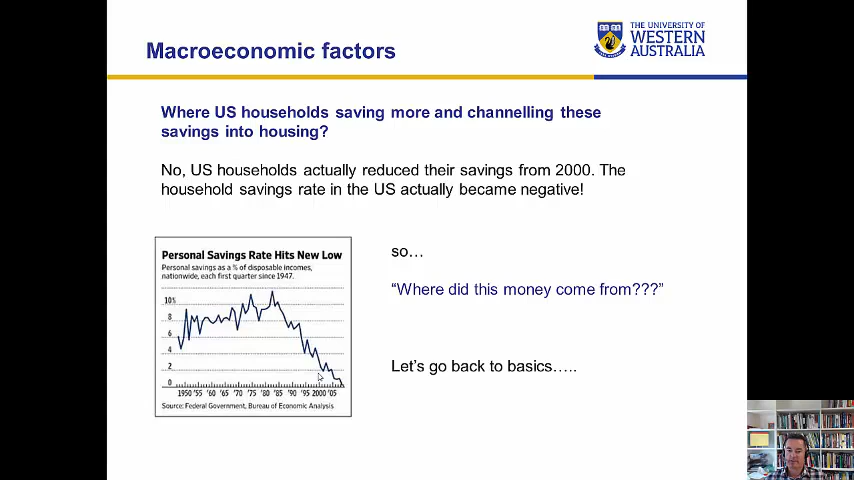 THE UNIVERSITY OF
WESTERN
AUSTRALIA
Macroeconomic factors
Where US households saving more and channelling these
savings into housing?
No, US households actually reduced their savings from 2000. The
household savings rate in the US actually became negative!
Personal Savings Rate Hits New Low
Personal savings as a % of disposable incomes,
nationwide, each first quarter since 1947.
10%
8
6
4
2
0
1950 '55 '60 '65 '70 '75 '80 '85 '90 '95 2000 '05
Source: Federal Government, Bureau of Economic Analysis
so…
“Where did this money come from???”
Let’s go back to basics…..